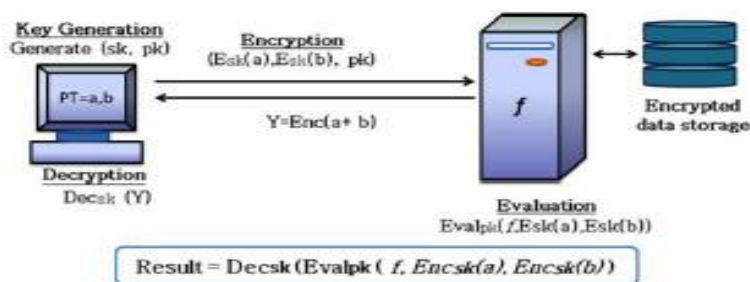 Key Generation
Generate (sk, pk)
Encryption
(Esk(a),Esk(b), pk)
PT=a,b
Y=Enc(a+ b)
f
Encrypted
data storage
Decryption
Decsk (Y)
Evaluation
Evalpk(f,Esk(a),Esk(b))
Result = Decsk(Evalpk ( f, Encsk(a), Encsk(b))